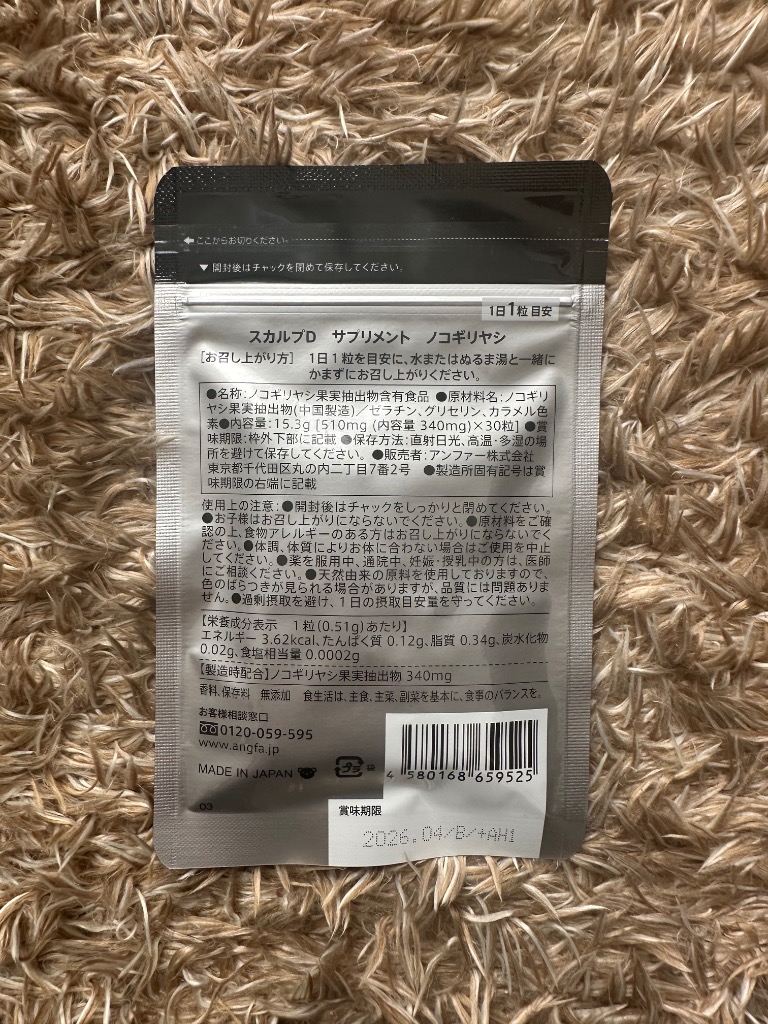 ここからお切りください
▼開封後はチャックを閉めて保存してください。
1日1粒目安
スカルプD サプリメント ノコギリヤシ
[お召し上がり方] 1日1粒を目安に、水またはぬるま湯と一緒に
かまずにお召し上がりください。
●名称:ノコギリヤシ果実抽出物含有食品 ●原材料名:ノコギリ
ヤシ果実抽出物(中国製造)／ゼラチン、グリセリン、カラメル色
素●内容量:15.3g [510mg (内容量 340mg)×30粒] ●賞
味期限:枠外下部に記載 ●保存方法:直射日光、高温・多湿の場
所を避けて保存してください。 ●販売者:アンファー株式会社
東京都千代田区丸の内二丁目7番2号 ●製造所固有記号は賞
味期限の右端に記載
使用上の注意:●開封後はチャックをしっかりと閉めてください。
●お子様はお召し上がりにならないでください。●原材料をご確
認の上、食物アレルギーのある方はお召し上がりにならないでく
ださい。●体調、体質によりお体に合わない場合はご使用を中止
してください。●薬を服用中、通院中、妊娠・授乳中の方は、医師
にご相談ください。●天然由来の原料を使用しておりますので、
色のばらつきが見られる場合がありますが、品質には問題ありま
せん。●過剰摂取を避け、1日の摂取目安量を守ってください。
【栄養成分表示 1粒(0.51g)あたり】
エネルギー 3.62kcal、たんぱく質 0.12g、脂質 0.34g、炭水化物
0.02g、食塩相当量 0.0002g
【製造時配合】ノコギリヤシ果実抽出物 340mg
香料、保存料 無添加 食生活は、主食、主菜、副菜を基本に、食事のバランスを。
お客様相談窓口
0120-059-595
www.angfa.jp
MADE IN JAPAN
プラ
袋
4 580168 659525
03
賞味期限
2026.04/B/+AH1